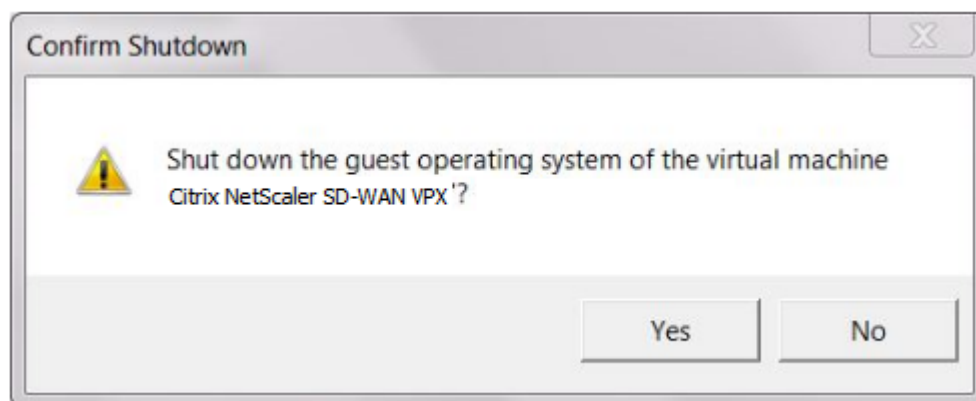 Confirm Shutdown
Shut down the guest operating system of the virtual machine
Citrix NetScaler SD-WAN VPX'?
Yes
No